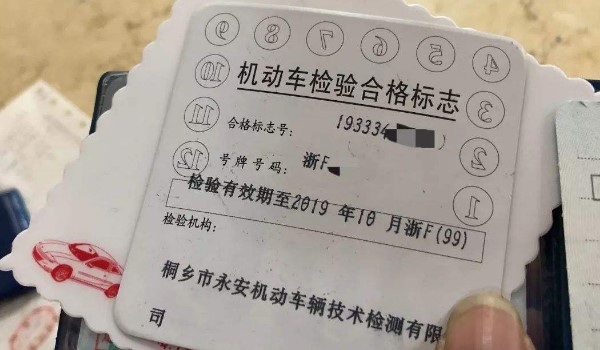 9 8 7 6 5 4
10 3
11 2
12 1
机动车检验合格标志
合格标志号: 19333
号牌号码: 浙F
检验有效期至2019 年10 月浙F(99)
检验机构:
桐乡市永安机动车辆技术检测有限
司